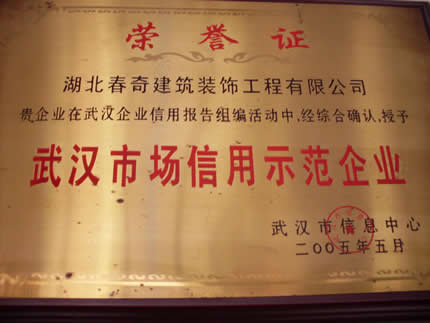 荣誉证
湖北春奇建筑装饰工程有限公司
贵企业在武汉企业信用报告组编活动中,经综合确认,授予
武汉市场信用示范企业
武汉市信息中心
二〇〇五年五月